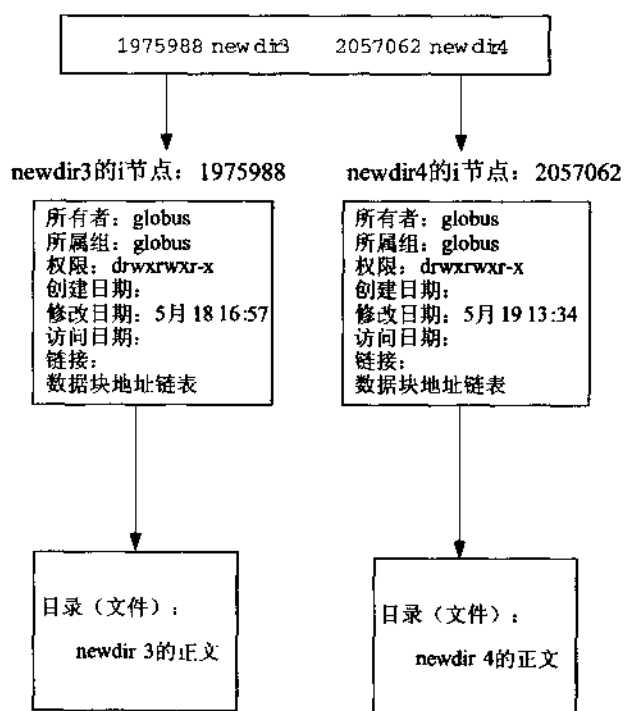 1975988 newdir3 2057062 newdir4
newdir3的i节点：1975988
所有者：globus
所属组：globus
权限：drwxrwxr-x
创建日期：
修改日期：5月 18 16:57
访问日期：
链接：
数据块地址链表
目录（文件）：
newdir 3的正文
newdir4的i节点：2057062
所有者：globus
所属组：globus
权限：drwxrwxr-x
创建日期：
修改日期：5月 19 13:34
访问日期：
链接：
数据块地址链表
目录（文件）：
newdir 4的正文